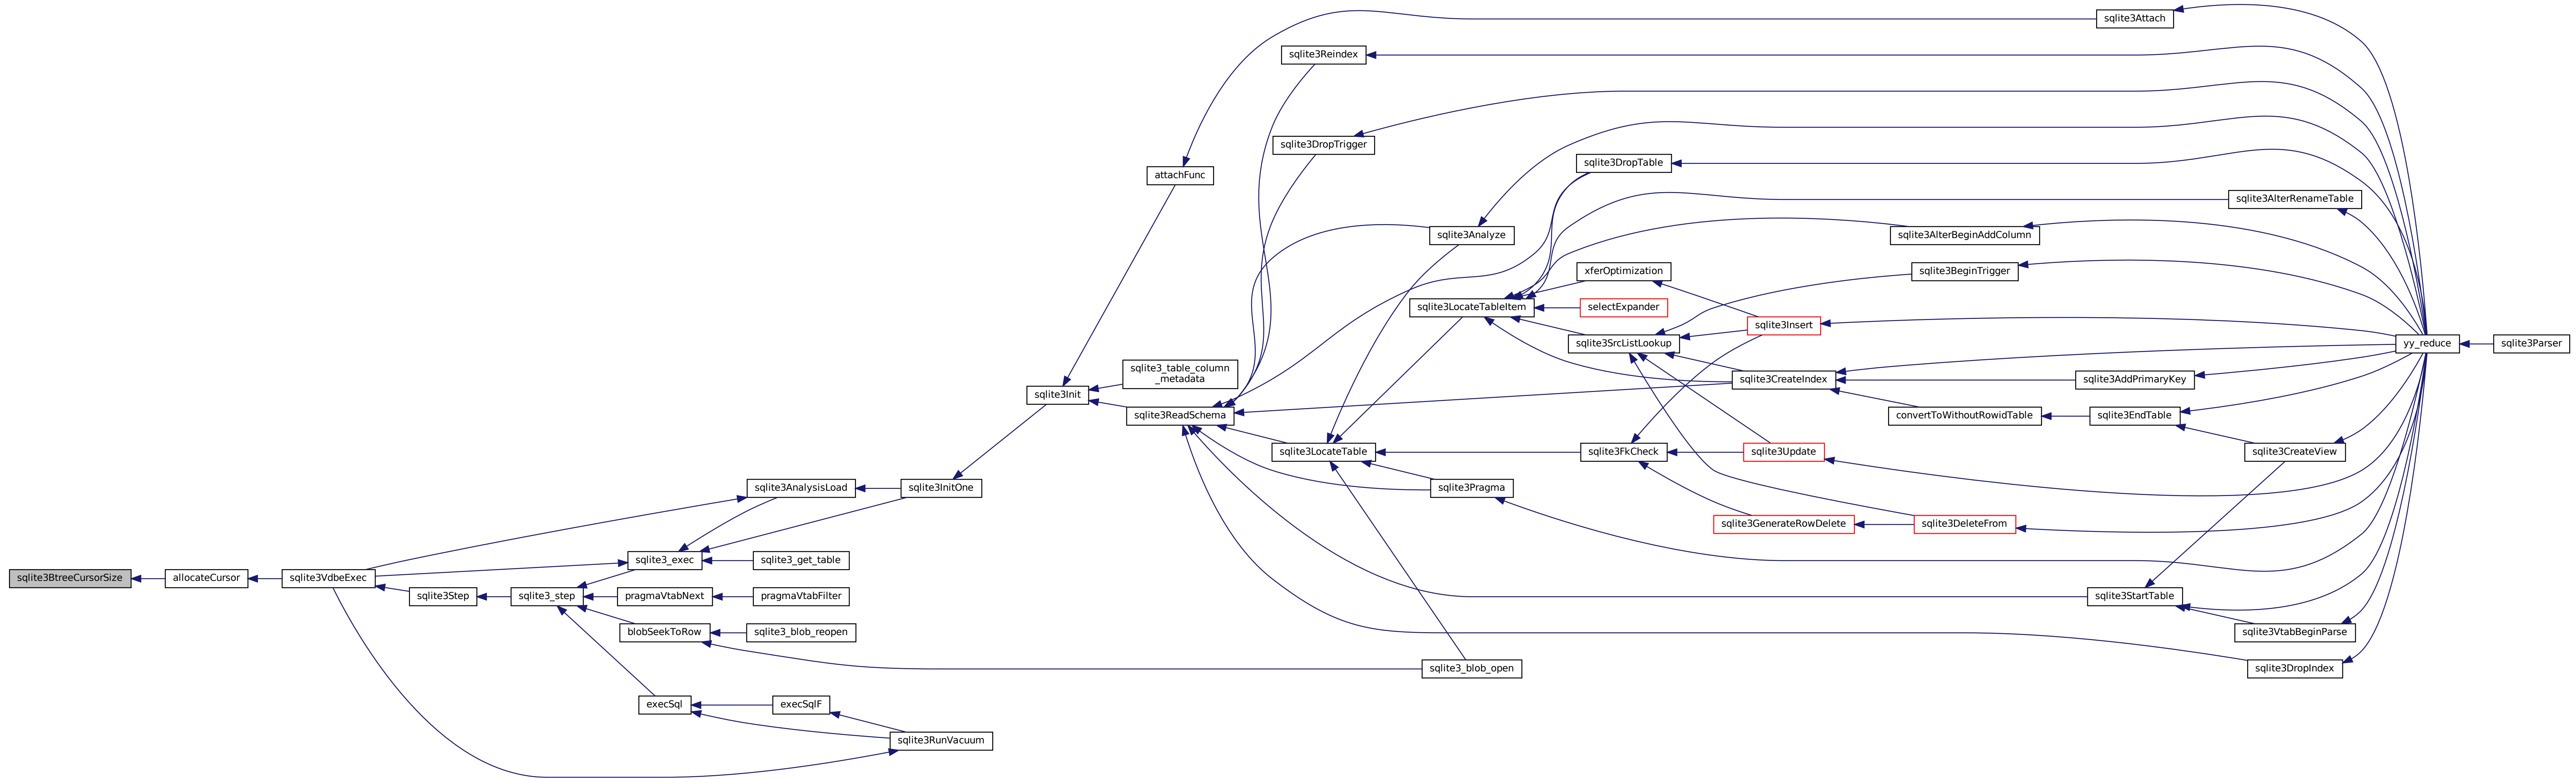 sqlite3BtreeCursorSize
allocateCursor
sqlite3VdbeExec
sqlite3Step
sqlite3_step
sqlite3_exec
pragmaVtabNext
blobSeekToRow
execSql
sqlite3AnalysisLoad
sqlite3_get_table
pragmaVtabFilter
sqlite3_blob_reopen
execSqlF
sqlite3InitOne
sqlite3RunVacuum
sqlite3Init
attachFunc
sqlite3_table_column
_metadata
sqlite3ReadSchema
sqlite3Reindex
sqlite3DropTrigger
sqlite3LocateTable
sqlite3Analyze
sqlite3LocateTableItem
sqlite3Pragma
sqlite3_blob_open
sqlite3DropTable
xferOptimization
selectExpander
sqlite3SrcListLookup
sqlite3FkCheck
sqlite3Insert
sqlite3CreateIndex
sqlite3Update
sqlite3GenerateRowDelete
sqlite3AlterBeginAddColumn
sqlite3BeginTrigger
convertToWithoutRowidTable
sqlite3DeleteFrom
sqlite3Attach
sqlite3AddPrimaryKey
sqlite3EndTable
sqlite3StartTable
sqlite3AlterRenameTable
sqlite3CreateView
sqlite3VtabBeginParse
sqlite3DropIndex
yy_reduce
sqlite3Parser